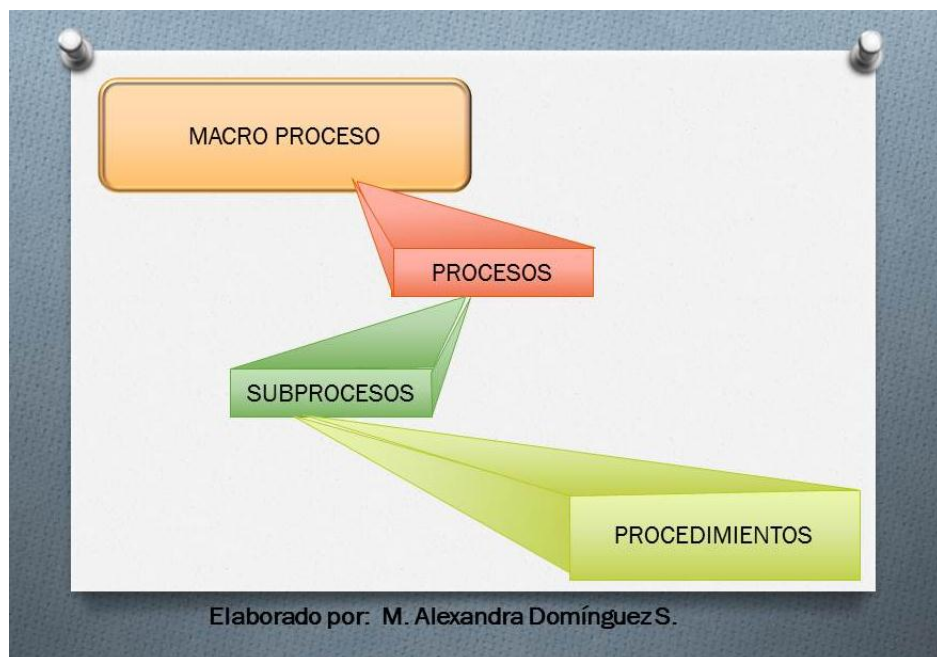 MACRO PROCESO
PROCESOS
SUBPROCESOS
PROCEDIMIENTOS
Elaborado por: M. Alexandra Domínguez S.